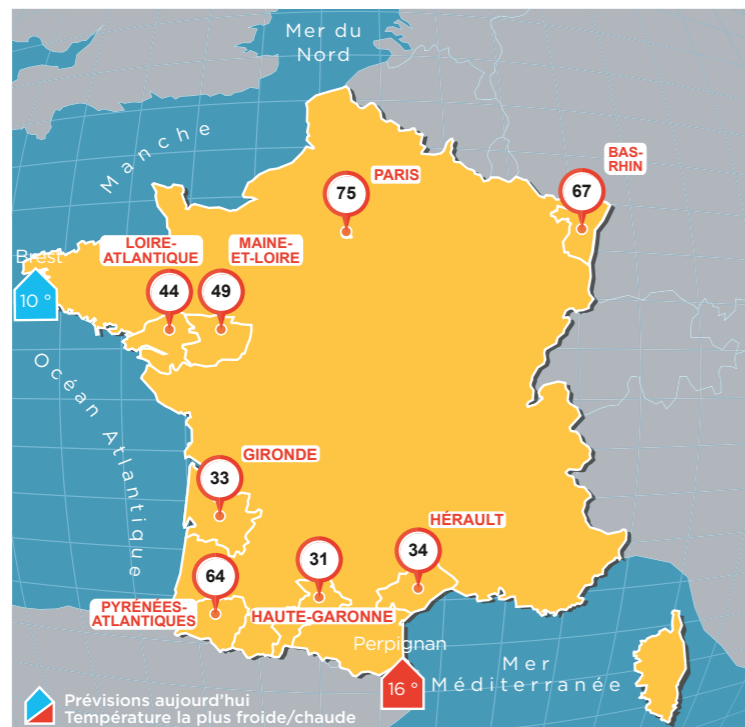 Mer du
Nord
Manche
PARIS
75
BAS-
RHIN
67
LOIRE-
ATLANTIQUE
44
MAINE-
ET-LOIRE
49
Brest
10 °
Océan Atlantique
GIRONDE
33
HÉRAULT
34
31
HAUTE-GARONNE
64
PYRÉNÉES-
ATLANTIQUES
Perpignan
16 °
Mer
Méditerranée
Prévisions aujourd'hui
Température la plus froide/chaude